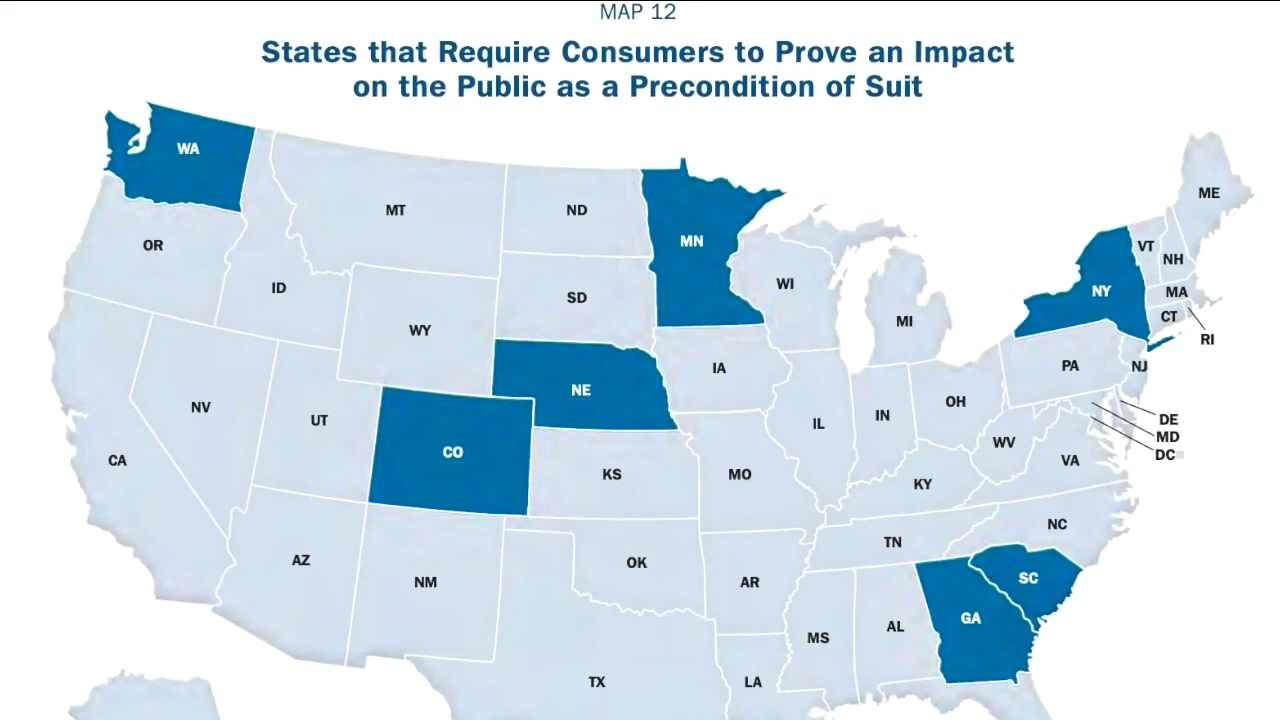 MAP 12
States that Require Consumers to Prove an Impact
on the Public as a Precondition of Suit
WA
MT
ND
MN
ME
OR
ID
SD
WI
VT
NH
NY
MA
WY
MI
CT
RI
IA
PA
NJ
NV
UT
NE
IL
IN
OH
DE
MD
DC
CA
CO
KS
MO
WV
VA
KY
NC
AZ
NM
OK
AR
TN
SC
MS
AL
GA
TX
LA